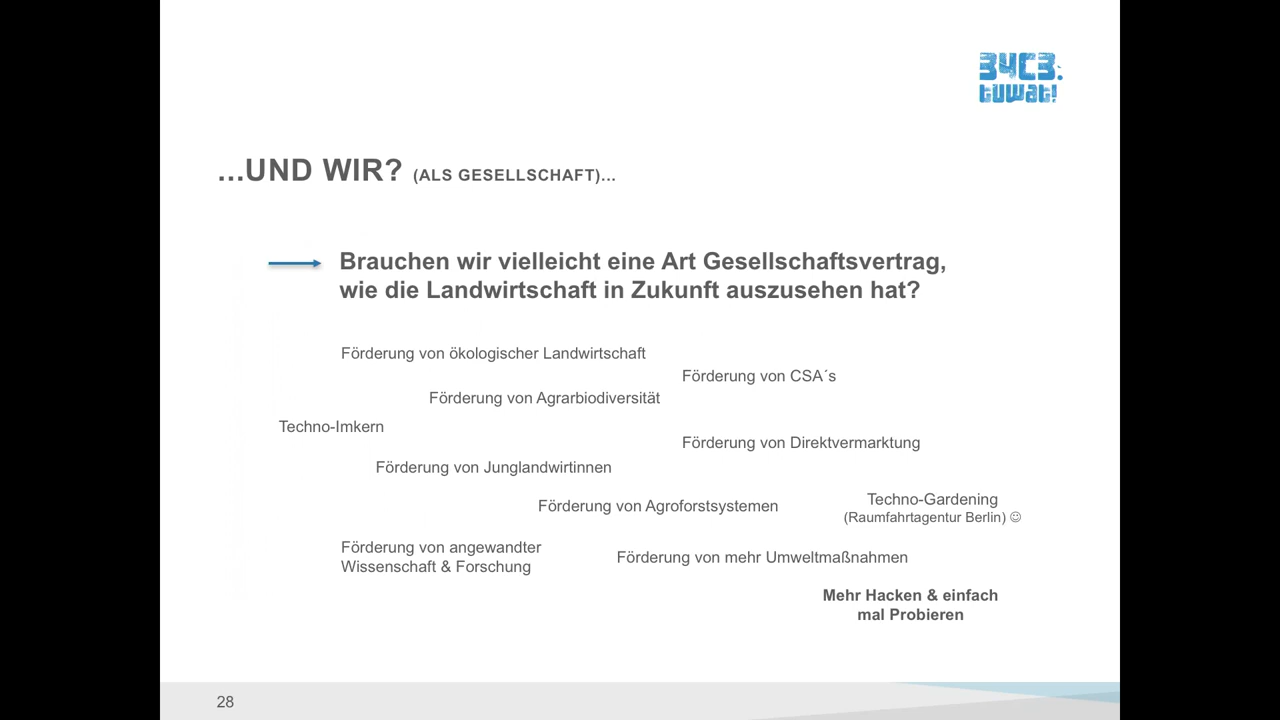 34C3.
tuwat!
...UND WIR? (ALS GESELLSCHAFT)...
Brauchen wir vielleicht eine Art Gesellschaftsvertrag,
wie die Landwirtschaft in Zukunft auszusehen hat?
Förderung von ökologischer Landwirtschaft
Förderung von CSA´s
Förderung von Agrarbiodiversität
Techno-Imkern
Förderung von Direktvermarktung
Förderung von Junglandwirtinnen
Förderung von Agroforstsystemen
Techno-Gardening
(Raumfahrtagentur Berlin) ☺
Förderung von angewandter
Wissenschaft & Forschung
Förderung von mehr Umweltmaßnahmen
Mehr Hacken & einfach
mal Probieren
28